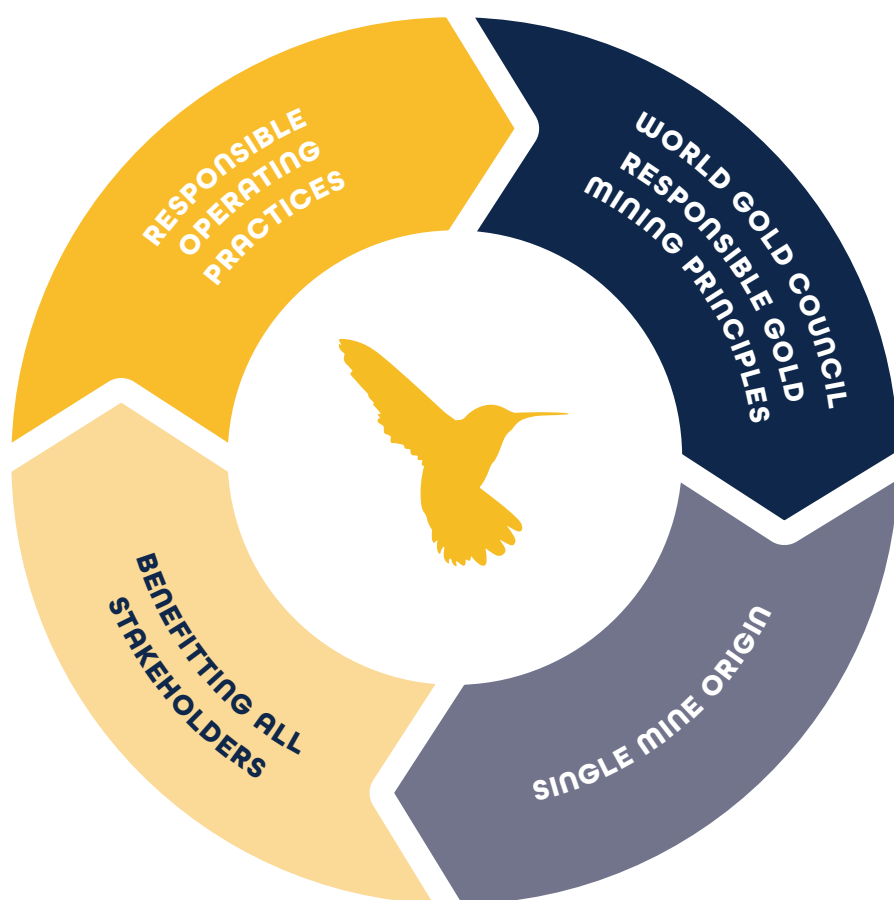 RESPONSIBLE
OPERATING
PRACTICES
WORLD GOLD COUNCIL
RESPONSIBLE GOLD
MINING PRINCIPLES
SINGLE MINE ORIGIN
BENEFITTING ALL
STAKEHOLDERS